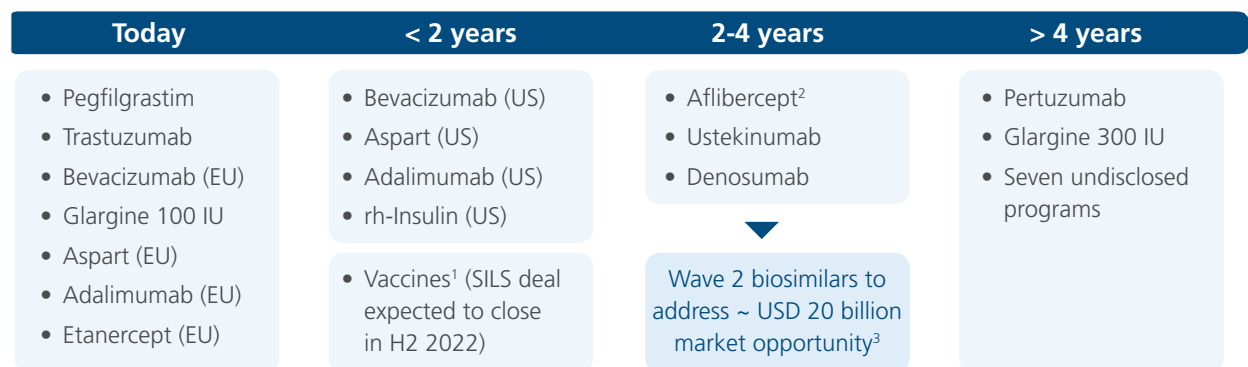 Today
• Pegfilgrastim
• Trastuzumab
• Bevacizumab (EU)
• Glargine 100 IU
• Aspart (EU)
• Adalimumab (EU)
• Etanercept (EU)
< 2 years
• Bevacizumab (US)
• Aspart (US)
• Adalimumab (US)
• rh-Insulin (US)
• Vaccines¹ (SILS deal
expected to close
in H2 2022)
2-4 years
• Aflibercept²
• Ustekinumab
• Denosumab
Wave 2 biosimilars to
address ~ USD 20 billion
market opportunity³
> 4 years
• Pertuzumab
• Glargine 300 IU
• Seven undisclosed
programs